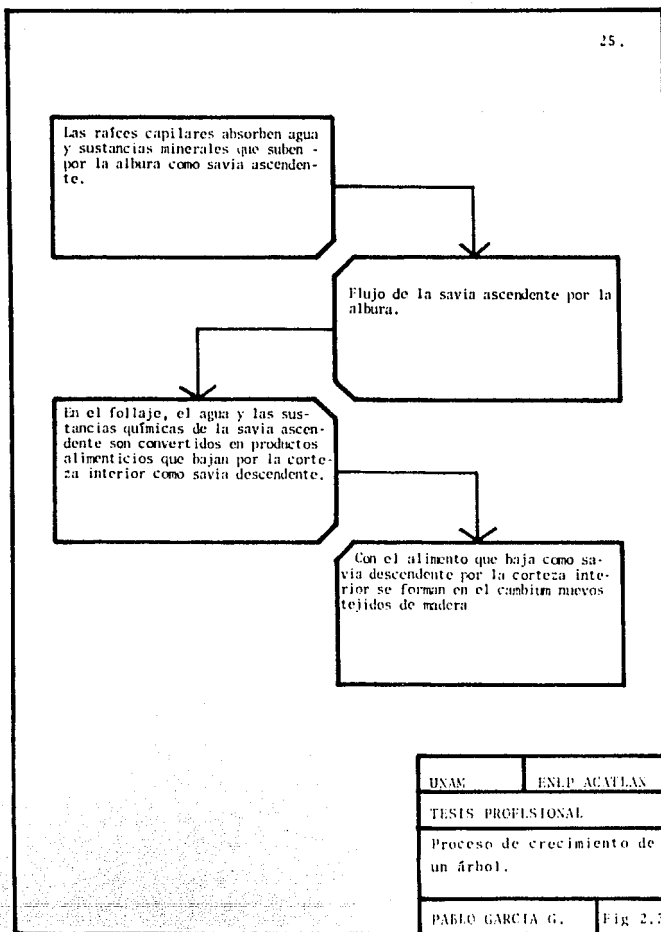 25.
Las raíces capilares absorben agua
y sustancias minerales que suben -
por la albura como savia ascenden-
te.
Flujo de la savia ascendente por la
albura.
En el follaje, el agua y las sus-
tancias químicas de la savia ascen-
dente son convertidos en productos
alimenticios que bajan por la corte-
za interior como savia descendente.
Con el alimento que baja como sa-
via descendente por la corteza inte-
rior se forman en el cambium nuevos
tejidos de madera
UNAM ENEP ACATLAN
TESIS PROFESIONAL
Proceso de crecimiento de
un árbol.
PABLO GARCIA G. Fig 2.